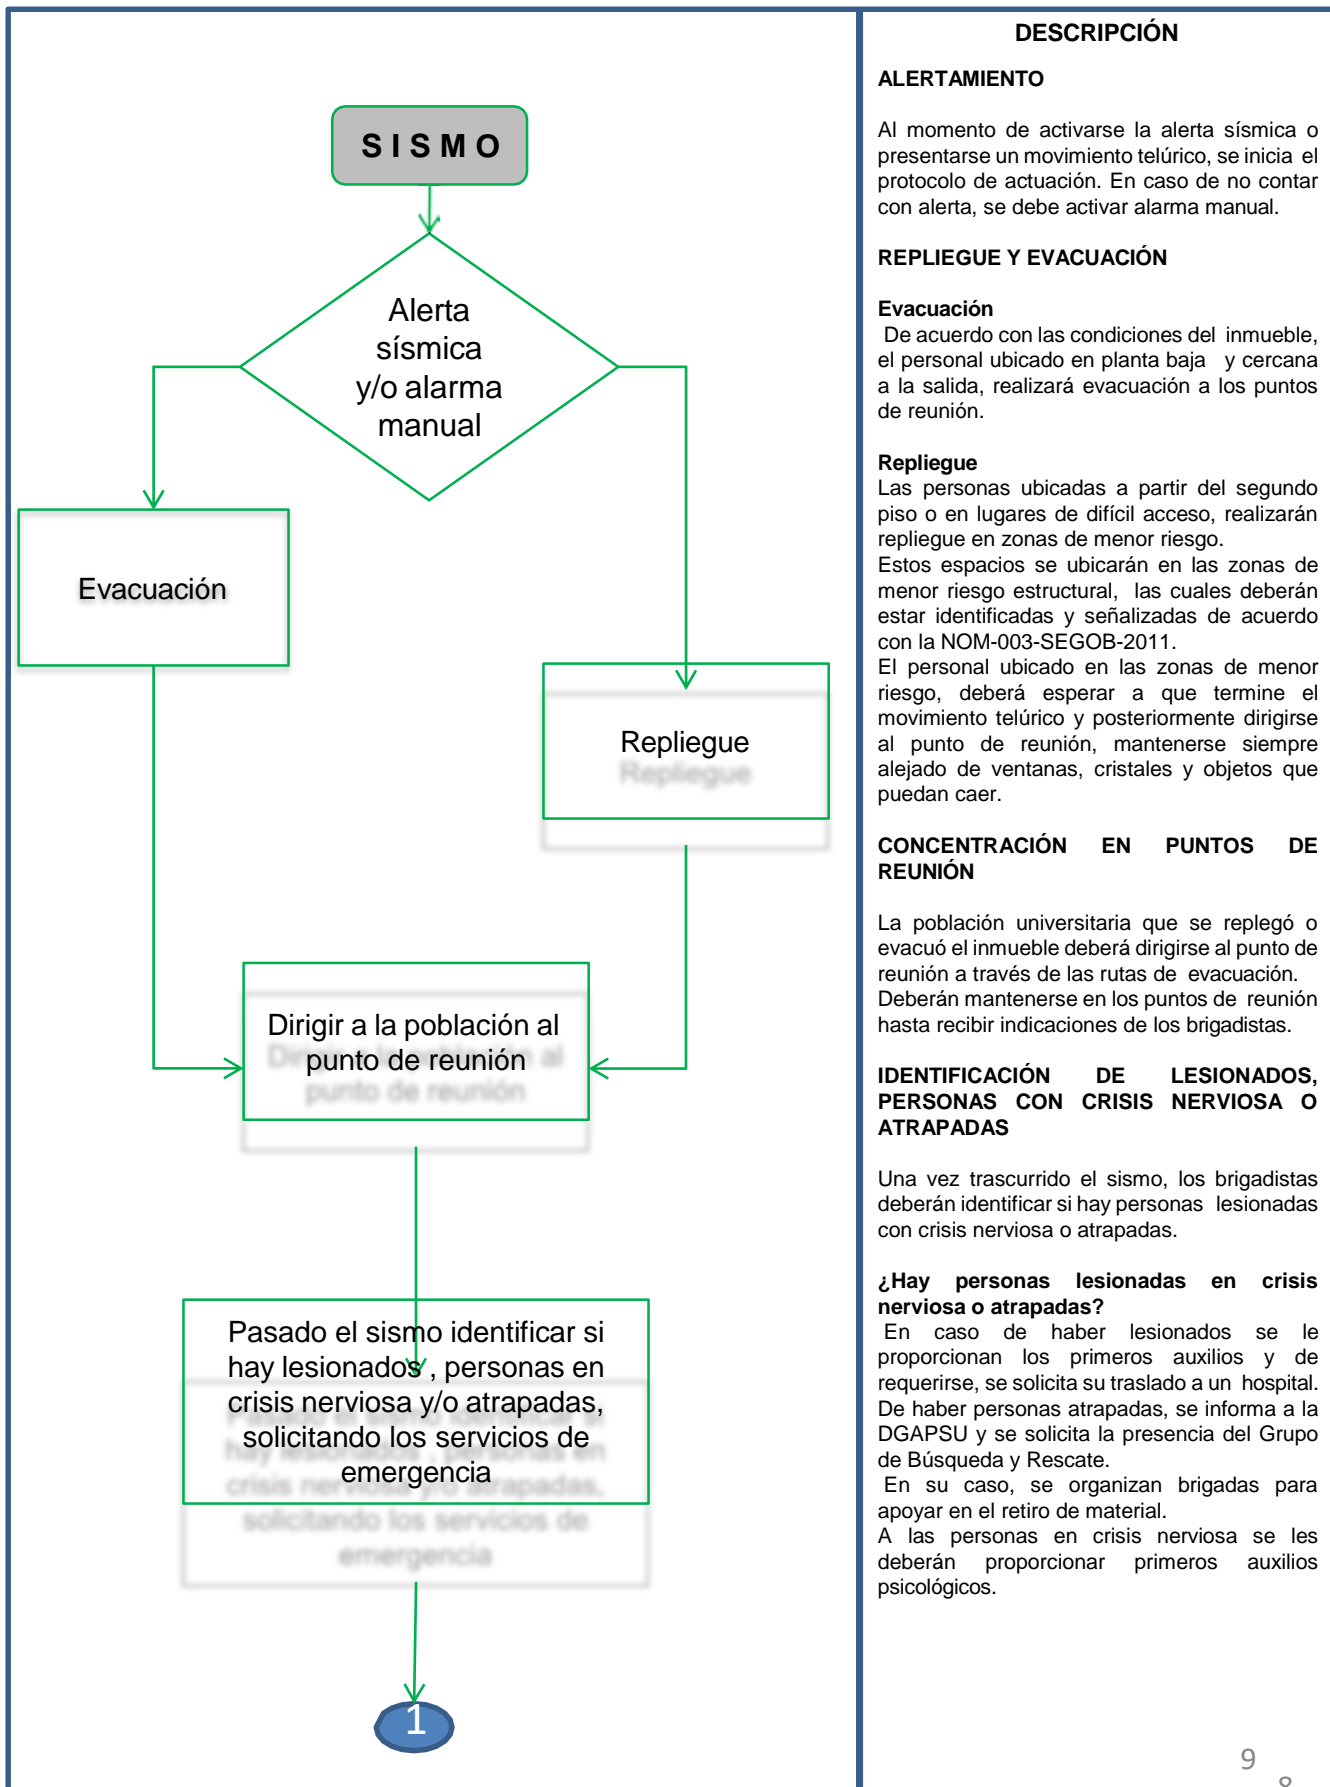 S I S M O
Alerta
sísmica
y/o alarma
manual
Evacuación
Repliegue
Dirigir a la población al
punto de reunión
Pasado el sismo identificar si
hay lesionados , personas en
crisis nerviosa y/o atrapadas,
solicitando los servicios de
emergencia
1
DESCRIPCIÓN
ALERTAMIENTO
Al momento de activarse la alerta sísmica o
presentarse un movimiento telúrico, se inicia el
protocolo de actuación. En caso de no contar
con alerta, se debe activar alarma manual.
REPLIEGUE Y EVACUACIÓN
Evacuación
De acuerdo con las condiciones del inmueble,
el personal ubicado en planta baja y cercana
a la salida, realizará evacuación a los puntos
de reunión.
Repliegue
Las personas ubicadas a partir del segundo
piso o en lugares de difícil acceso, realizarán
repliegue en zonas de menor riesgo.
Estos espacios se ubicarán en las zonas de
menor riesgo estructural, las cuales deberán
estar identificadas y señalizadas de acuerdo
con la NOM-003-SEGOB-2011.
El personal ubicado en las zonas de menor
riesgo, deberá esperar a que termine el
movimiento telúrico y posteriormente dirigirse
al punto de reunión, mantenerse siempre
alejado de ventanas, cristales y objetos que
puedan caer.
CONCENTRACIÓN EN PUNTOS DE
REUNIÓN
La población universitaria que se replegó o
evacuó el inmueble deberá dirigirse al punto de
reunión a través de las rutas de evacuación.
Deberán mantenerse en los puntos de reunión
hasta recibir indicaciones de los brigadistas.
IDENTIFICACIÓN DE LESIONADOS,
PERSONAS CON CRISIS NERVIOSA O
ATRAPADAS
Una vez trascurrido el sismo, los brigadistas
deberán identificar si hay personas lesionadas
con crisis nerviosa o atrapadas.
¿Hay personas lesionadas en crisis
nerviosa o atrapadas?
En caso de haber lesionados se le
proporcionan los primeros auxilios y de
requerirse, se solicita su traslado a un hospital.
De haber personas atrapadas, se informa a la
DGAPSU y se solicita la presencia del Grupo
de Búsqueda y Rescate.
En su caso, se organizan brigadas para
apoyar en el retiro de material.
A las personas en crisis nerviosa se les
deberán proporcionar primeros auxilios
psicológicos.
9